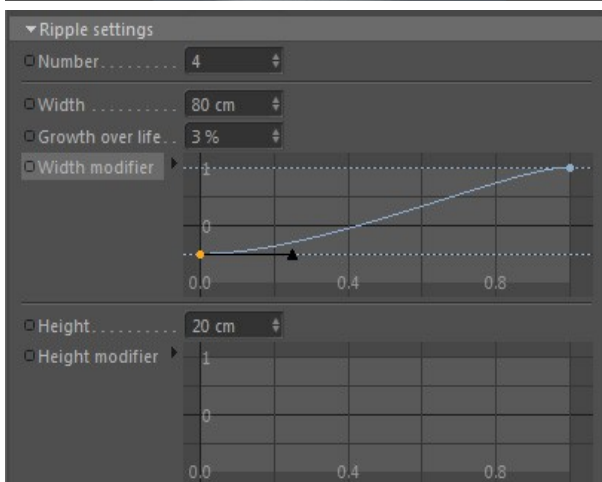 Ripple settings
Number. . . . . . . . . 4
Width . . . . . . . . . . 80 cm
Growth over life. . 3 %
Width modifier
1
0
0.0 0.4 0.8
Height. . . . . . . . . . 20 cm
Height modifier
1
0
0.0 0.4 0.8